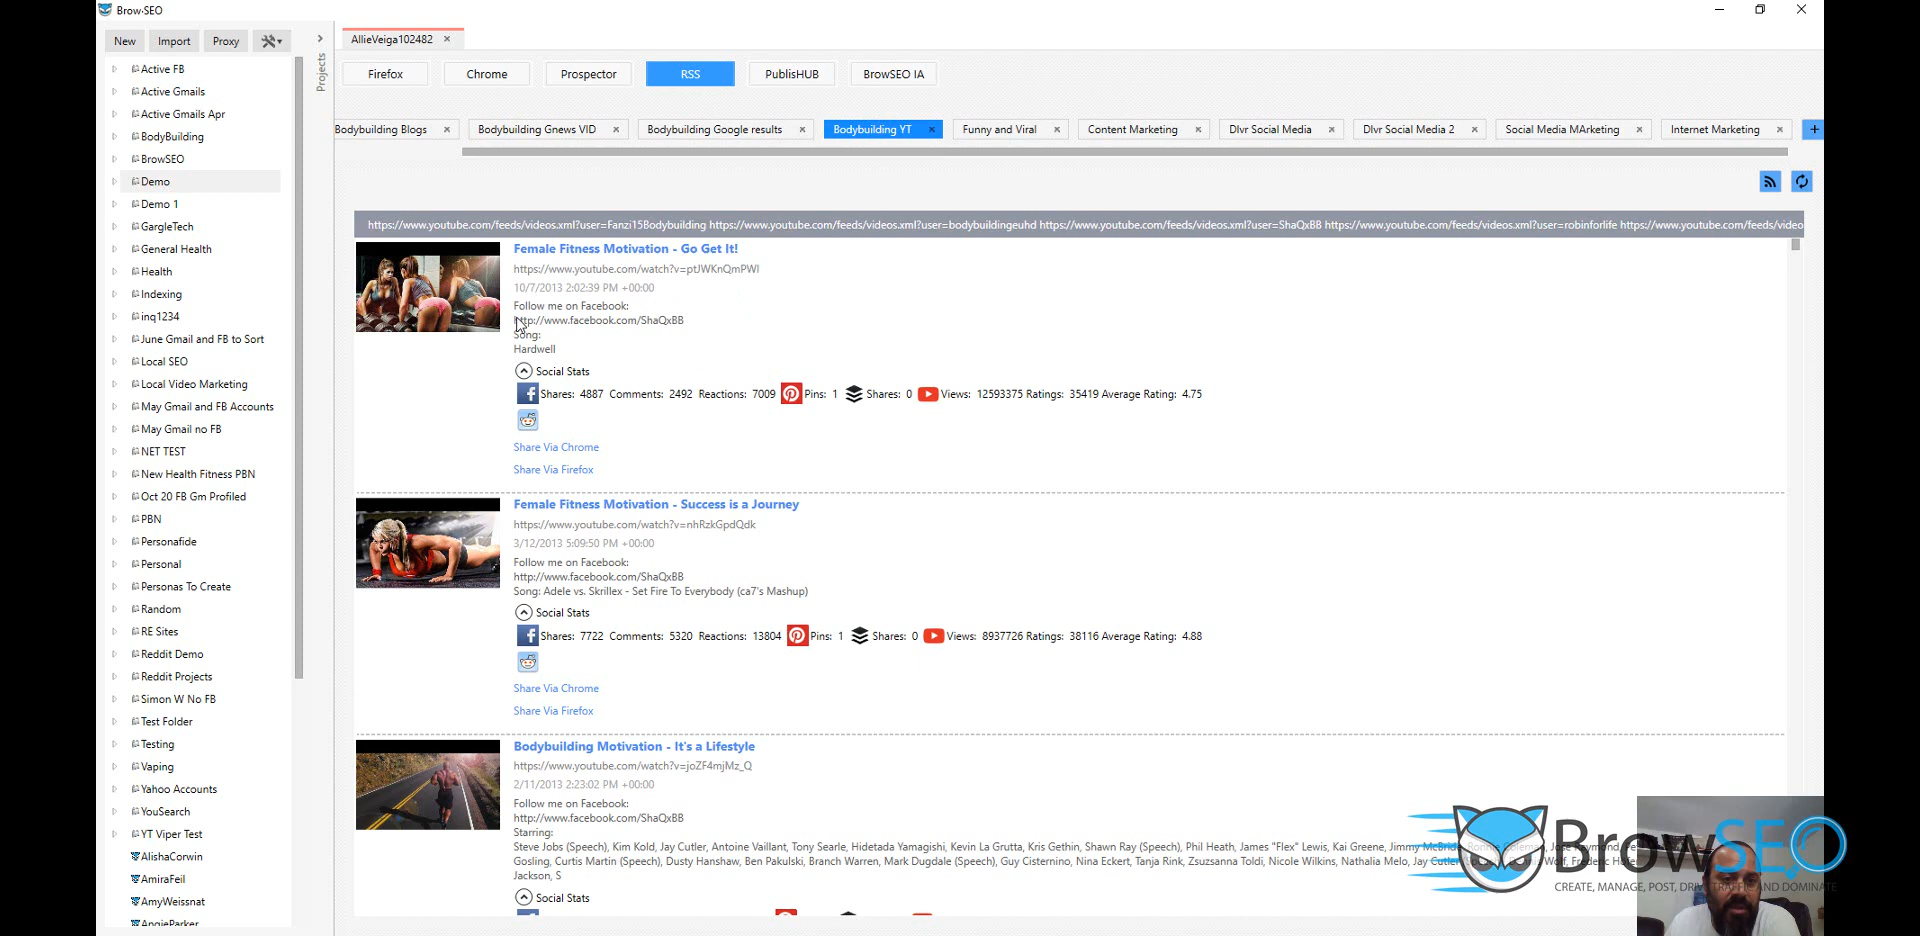 Brow·SEO
New Import Proxy
Projects
Active FB
Active Gmails
Active Gmails Apr
BodyBuilding
BrowSEO
Demo
Demo 1
GargleTech
General Health
Health
Indexing
inq1234
June Gmail and FB to Sort
Local SEO
Local Video Marketing
May Gmail and FB Accounts
May Gmail no FB
NET TEST
New Health Fitness PBN
Oct 20 FB Gm Profiled
PBN
Personafide
Personal
Personas To Create
Random
RE Sites
Reddit Demo
Reddit Projects
Simon W No FB
Test Folder
Testing
Vaping
Yahoo Accounts
YouSearch
YT Viper Test
AlishaCorwin
AmiraFeil
AmyWeissnat
AngieParker
AllieVeiga102482
Firefox Chrome Prospector RSS PublisHUB BrowSEO IA
Bodybuilding Blogs Bodybuilding Gnews VID Bodybuilding Google results Bodybuilding YT Funny and Viral Content Marketing Dlvr Social Media Dlvr Social Media 2 Social Media MArketing Internet Marketing +
https://www.youtube.com/feeds/videos.xml?user=Fanzi15Bodybuilding https://www.youtube.com/feeds/videos.xml?user=bodybuildingeuhd https://www.youtube.com/feeds/videos.xml?user=ShaQxBB https://www.youtube.com/feeds/videos.xml?user=robinforlife https://www.youtube.com/feeds/video
Female Fitness Motivation - Go Get It!
https://www.youtube.com/watch?v=ptJWKnQmPWI
10/7/2013 2:02:39 PM +00:00
Follow me on Facebook:
http://www.facebook.com/ShaQxBB
Song:
Hardwell
Social Stats
Shares: 4887 Comments: 2492 Reactions: 7009 Pins: 1 Shares: 0 Views: 12593375 Ratings: 35419 Average Rating: 4.75
Share Via Chrome
Share Via Firefox
Female Fitness Motivation - Success is a Journey
https://www.youtube.com/watch?v=nhRzkGpdQdk
3/12/2013 5:09:50 PM +00:00
Follow me on Facebook:
http://www.facebook.com/ShaQxBB
Song: Adele vs. Skrillex - Set Fire To Everybody (ca7's Mashup)
Social Stats
Shares: 7722 Comments: 5320 Reactions: 13804 Pins: 1 Shares: 0 Views: 8937726 Ratings: 38116 Average Rating: 4.88
Share Via Chrome
Share Via Firefox
Bodybuilding Motivation - It's a Lifestyle
https://www.youtube.com/watch?v=joZF4mjMz_Q
2/11/2013 2:23:02 PM +00:00
Follow me on Facebook:
http://www.facebook.com/ShaQxBB
Starring:
Steve Jobs (Speech), Kim Kold, Jay Cutler, Antoine Vaillant, Tony Searle, Hidetada Yamagishi, Kevin La Grutta, Kris Gethin, Shawn Ray (Speech), Phil Heath, James "Flex" Lewis, Kai Greene, Jimmy
Gosling, Curtis Martin (Speech), Dusty Hanshaw, Ben Pakulski, Branch Warren, Mark Dugdale (Speech), Guy Cisternino, Nina Eckert, Tanja Rink, Zsuzsanna Toldi, Nicole Wilkins, Nathalia Melo, Jay Cutler
Jackson, S
Social Stats
BrowSEO
CREATE, MANAGE, POST, DRIVE TRAFFIC AND DOMINATE